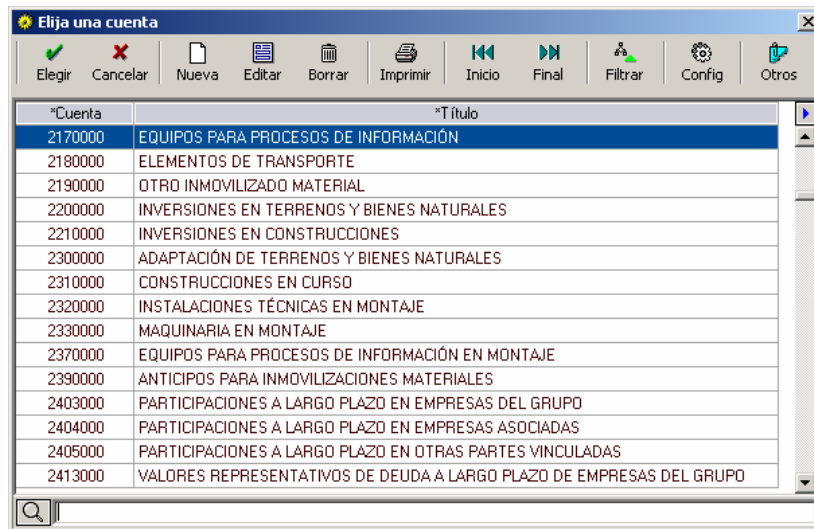 Elija una cuenta
Elegir Cancelar Nueva Editar Borrar Imprimir Inicio Final Filtrar Config Otros
*Cuenta *Título
2170000 EQUIPOS PARA PROCESOS DE INFORMACIÓN
2180000 ELEMENTOS DE TRANSPORTE
2190000 OTRO INMOVILIZADO MATERIAL
2200000 INVERSIONES EN TERRENOS Y BIENES NATURALES
2210000 INVERSIONES EN CONSTRUCCIONES
2300000 ADAPTACIÓN DE TERRENOS Y BIENES NATURALES
2310000 CONSTRUCCIONES EN CURSO
2320000 INSTALACIONES TÉCNICAS EN MONTAJE
2330000 MAQUINARIA EN MONTAJE
2370000 EQUIPOS PARA PROCESOS DE INFORMACIÓN EN MONTAJE
2390000 ANTICIPOS PARA INMOVILIZACIONES MATERIALES
2403000 PARTICIPACIONES A LARGO PLAZO EN EMPRESAS DEL GRUPO
2404000 PARTICIPACIONES A LARGO PLAZO EN EMPRESAS ASOCIADAS
2405000 PARTICIPACIONES A LARGO PLAZO EN OTRAS PARTES VINCULADAS
2413000 VALORES REPRESENTATIVOS DE DEUDA A LARGO PLAZO DE EMPRESAS DEL GRUPO